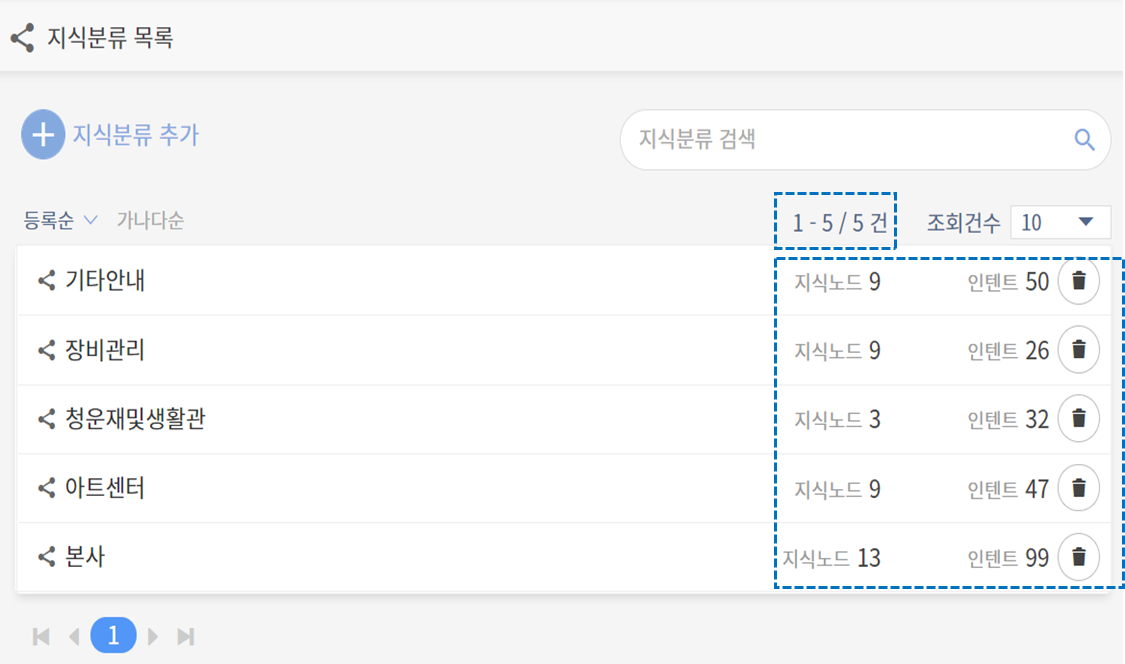 지식분류 목록
지식분류 추가
지식분류 검색
등록순 가나다순 1 - 5 / 5 건 조회건수 10
기타안내 지식노드 9 인텐트 50
장비관리 지식노드 9 인텐트 26
청운재및생활관 지식노드 3 인텐트 32
아트센터 지식노드 9 인텐트 47
본사 지식노드 13 인텐트 99
1